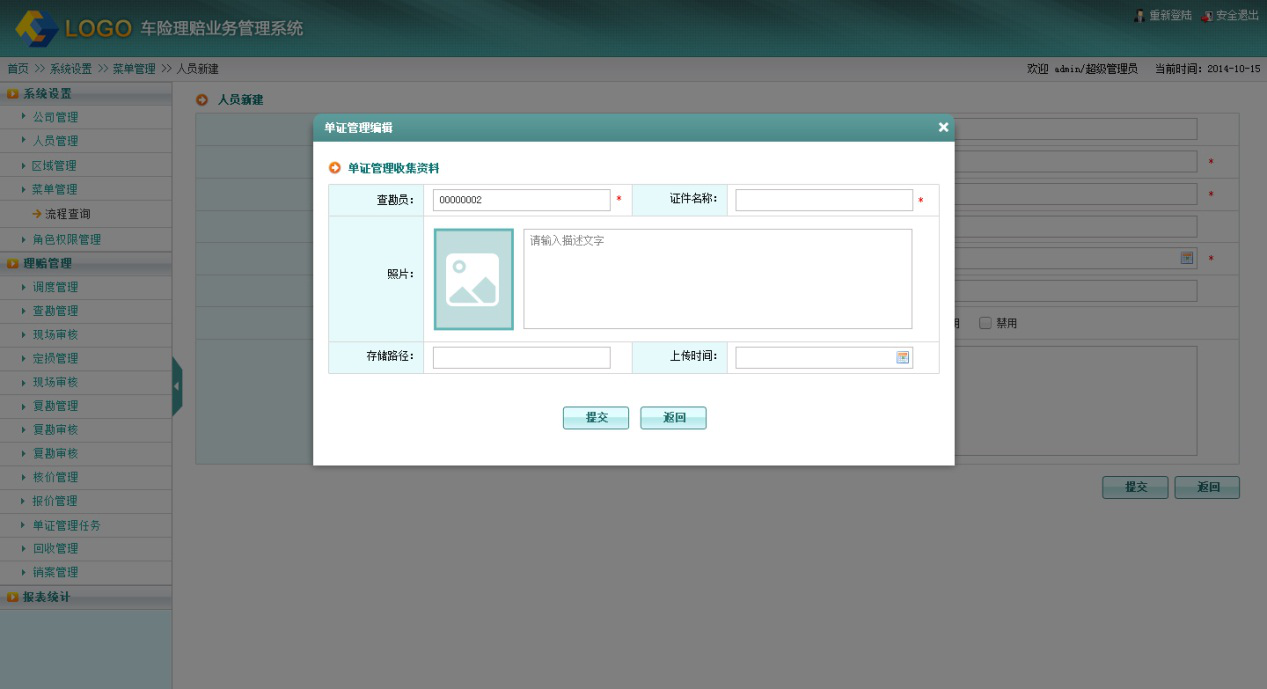 LOGO 车险理赔业务管理系统
重新登陆 安全退出
首页 >> 系统设置 >> 菜单管理 >> 人员新建
欢迎 admin/超级管理员 当前时间: 2014-10-15
系统设置
公司管理
人员管理
区域管理
菜单管理
流程查询
角色权限管理
理赔管理
调度管理
查勘管理
现场审核
定损管理
现场审核
复勘管理
复勘审核
复勘审核
核价管理
报价管理
单证管理任务
回收管理
销案管理
报表统计
人员新建
*
*
*
禁用
提交 返回
单证管理编辑
单证管理收集资料
查勘员: 00000002 * 证件名称: *
照片: 请输入描述文字
存储路径: 上传时间:
提交 返回